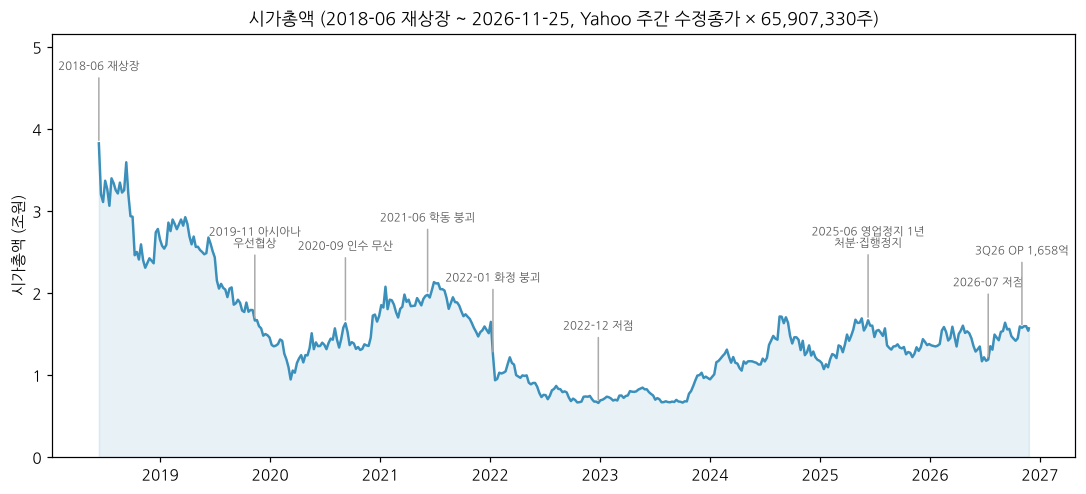 시가총액 (2018-06 재상장 ~ 2026-11-25, Yahoo 주간 수정종가 × 65,907,330주)
시가총액 (조원)
5
4
3
2
1
0
2018-06 재상장
2019-11 아시아나
우선협상
2020-09 인수 무산
2021-06 학동 붕괴
2022-01 화정 붕괴
2022-12 저점
2025-06 영업정지 1년
처분·집행정지
2026-07 저점
3Q26 OP 1,658억
2019
2020
2021
2022
2023
2024
2025
2026
2027